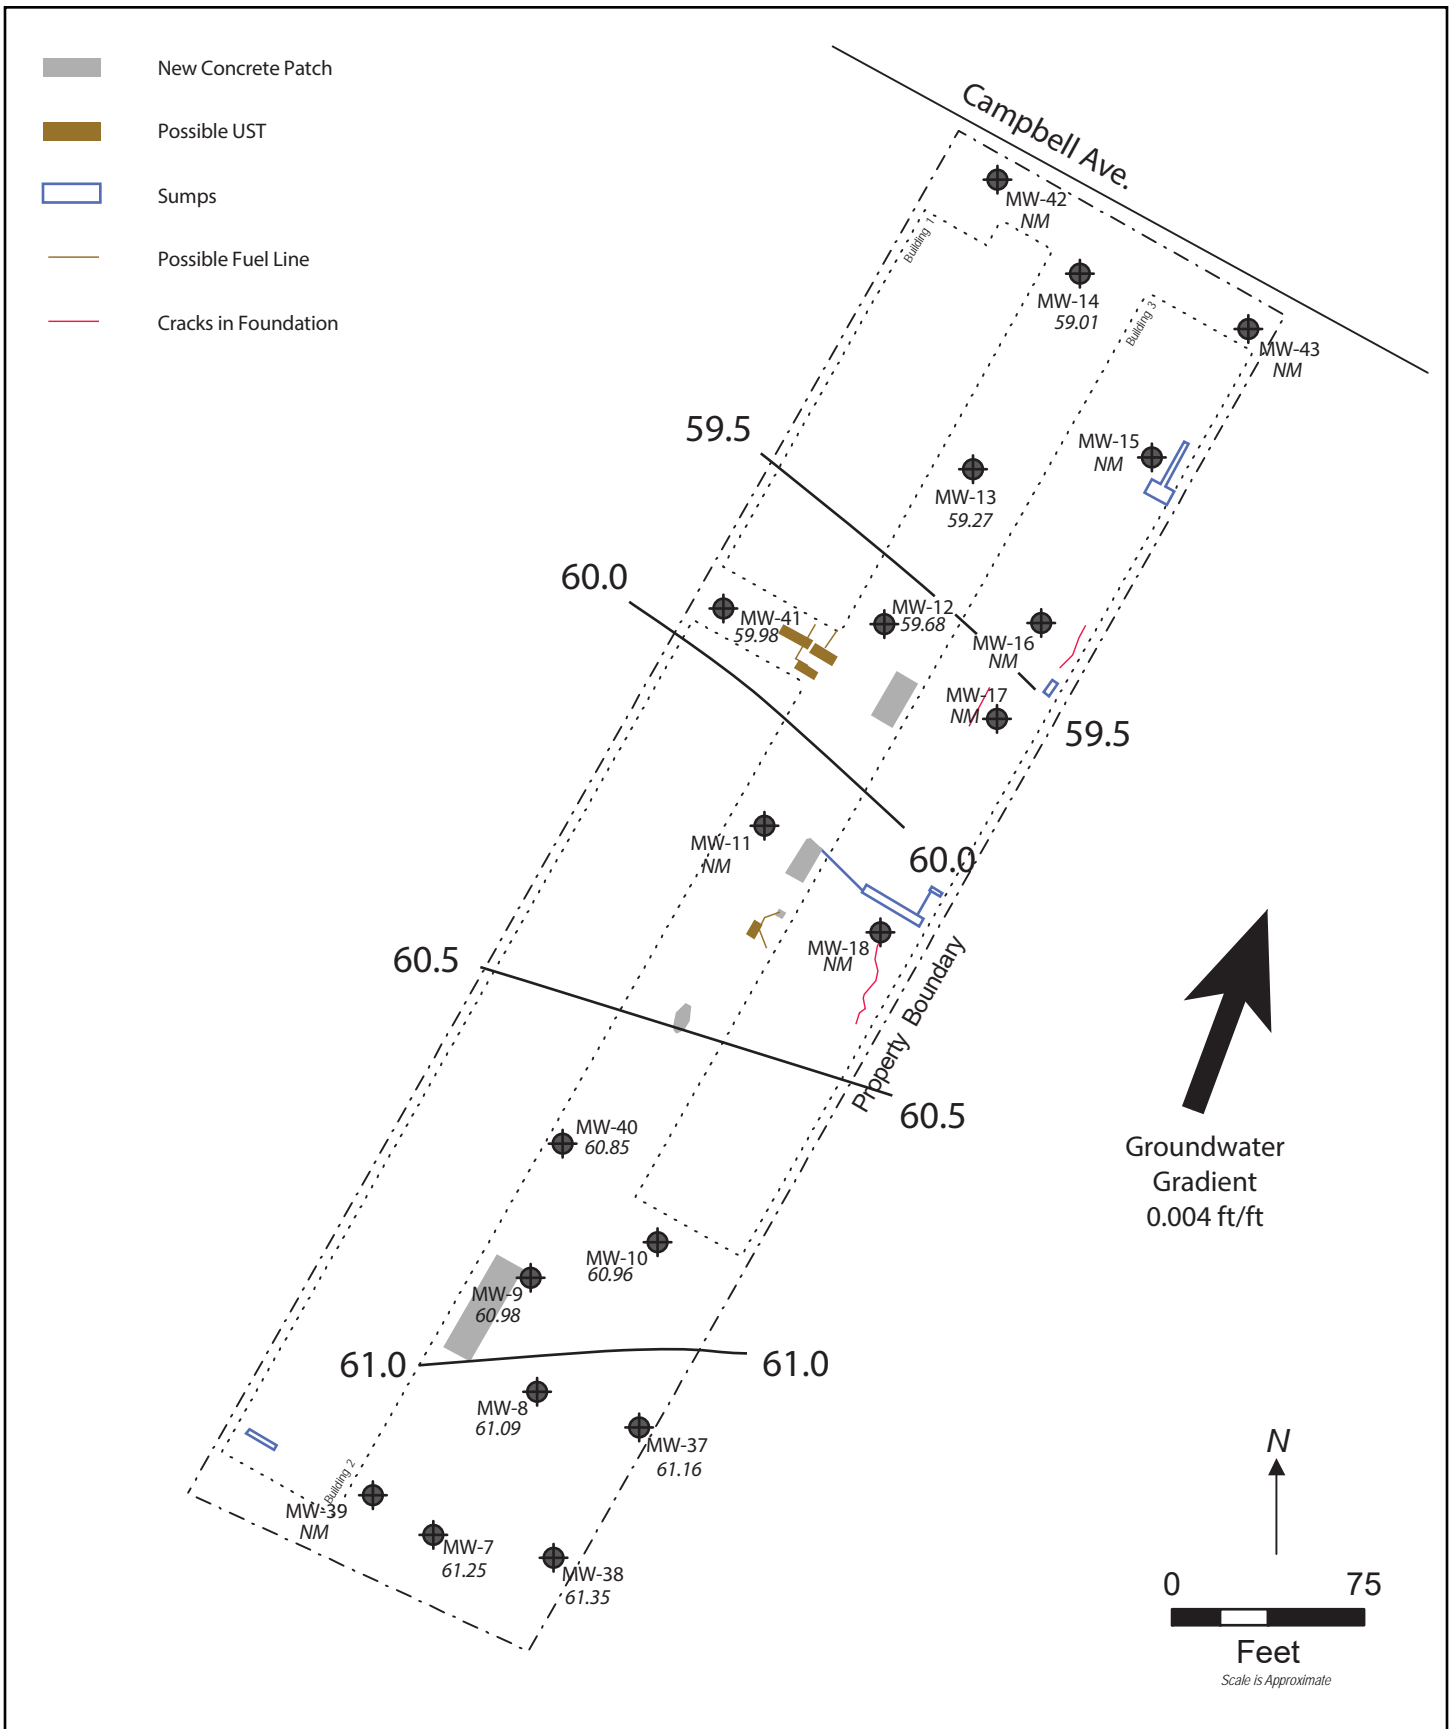 New Concrete Patch
Possible UST
Sumps
Possible Fuel Line
Cracks in Foundation
Campbell Ave.
MW-42
NM
Building 1
MW-14
59.01
Building 3
MW-43
NM
59.5
MW-15
NM
MW-13
59.27
60.0
MW-41
59.98
MW-12
59.68
MW-16
NM
MW-17
NM
59.5
MW-11
NM
60.0
MW-18
NM
60.5
Property Boundary
60.5
MW-40
60.85
Groundwater
Gradient
0.004 ft/ft
MW-10
60.96
MW-9
60.98
61.0
61.0
MW-8
61.09
MW-37
61.16
Building 2
MW-39
NM
MW-7
61.25
MW-38
61.35
N
0 75
Feet
Scale is Approximate